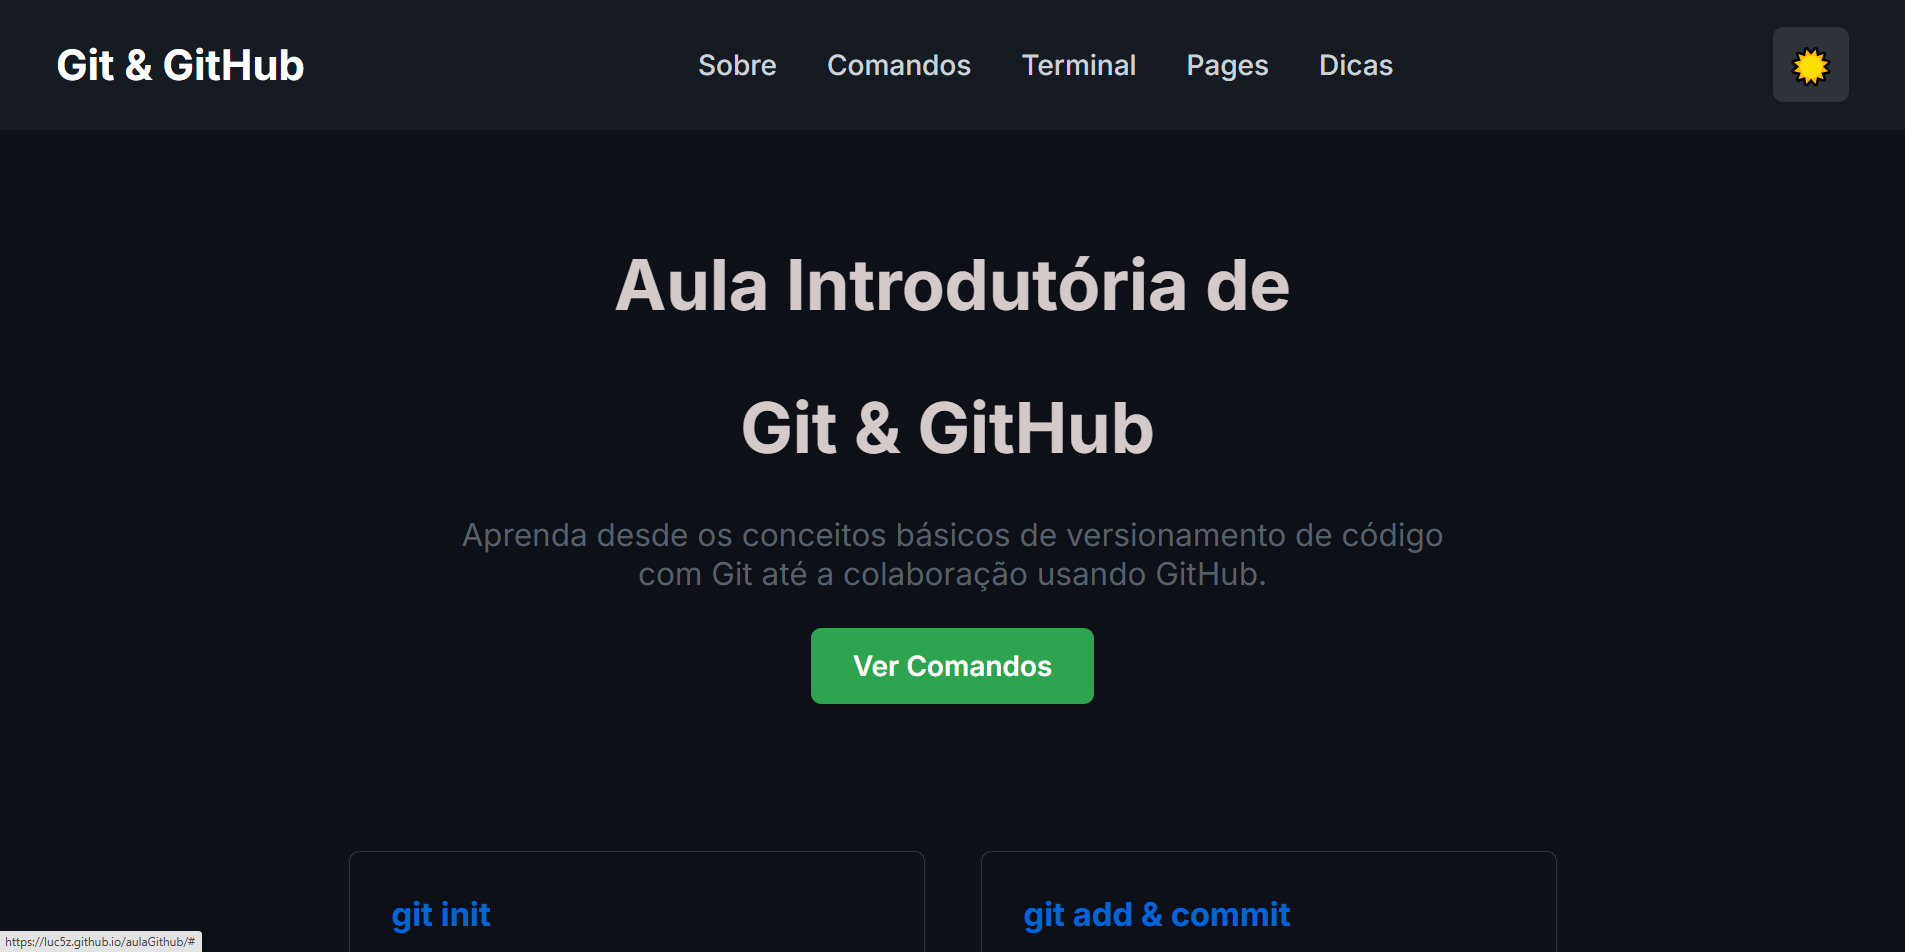 Git & GitHub
Sobre Comandos Terminal Pages Dicas
Aula Introdutória de
Git & GitHub
Aprenda desde os conceitos básicos de versionamento de código
com Git até a colaboração usando GitHub.
Ver Comandos
git init
git add & commit
https://luc5z.github.io/aulaGithub/#